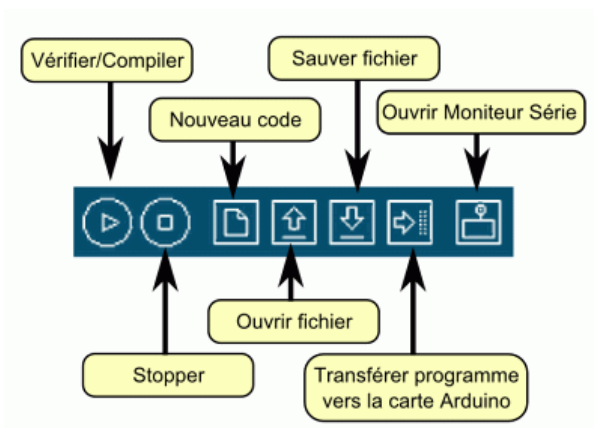 Vérifier/Compiler
Sauver fichier
Nouveau code
Ouvrir Moniteur Série
Ouvrir fichier
Stopper
Transférer programme
vers la carte Arduino